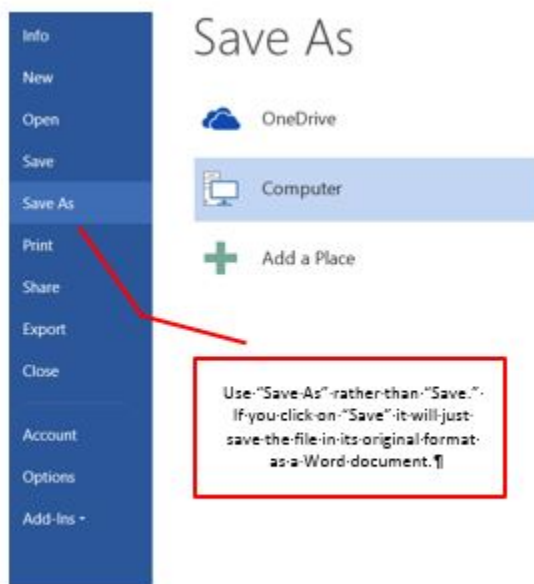 Info
New
Open
Save
Save As
Print
Share
Export
Close
Account
Options
Add-Ins
Save As
OneDrive
Computer
Add a Place
Use·“Save·As”·rather·than·“Save.”·
If·you·click·on·“Save”·it·will·just·
save·the·file·in·its·original·format·
as·a·Word·document.¶